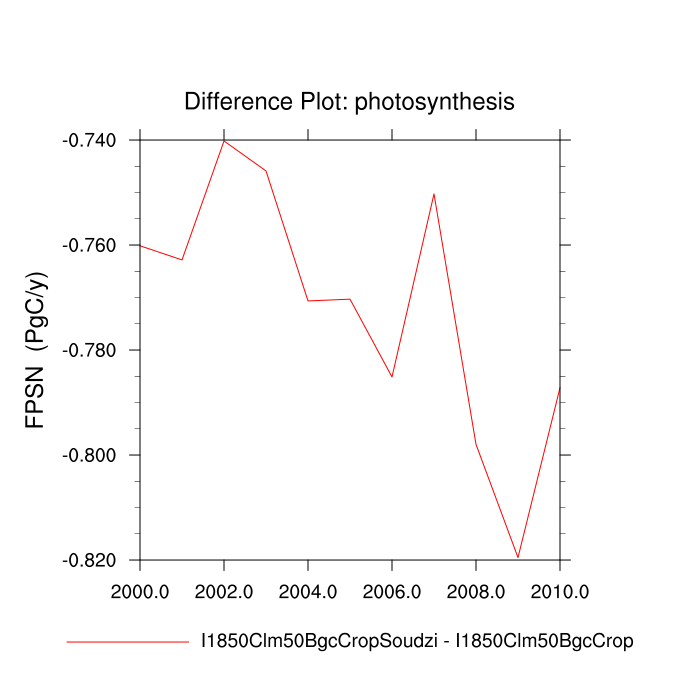 Difference Plot: photosynthesis
-0.740
-0.760
-0.780
-0.800
-0.820
FPSN (PgC/y)
2000.0 2002.0 2004.0 2006.0 2008.0 2010.0
I1850Clm50BgcCropSoudzi - I1850Clm50BgcCrop